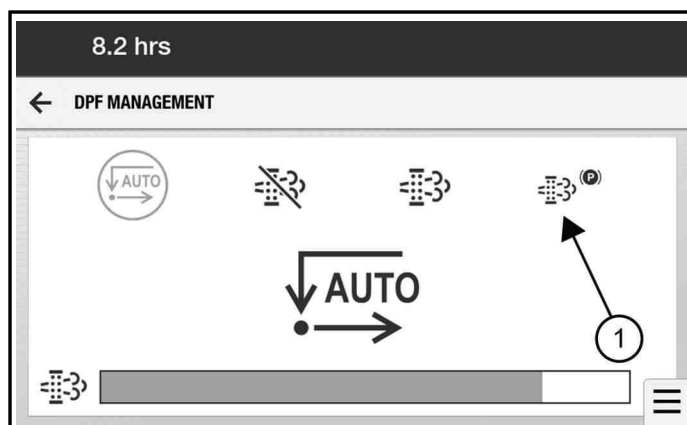 8.2 hrs
DPF MANAGEMENT
AUTO
(P)
AUTO
1